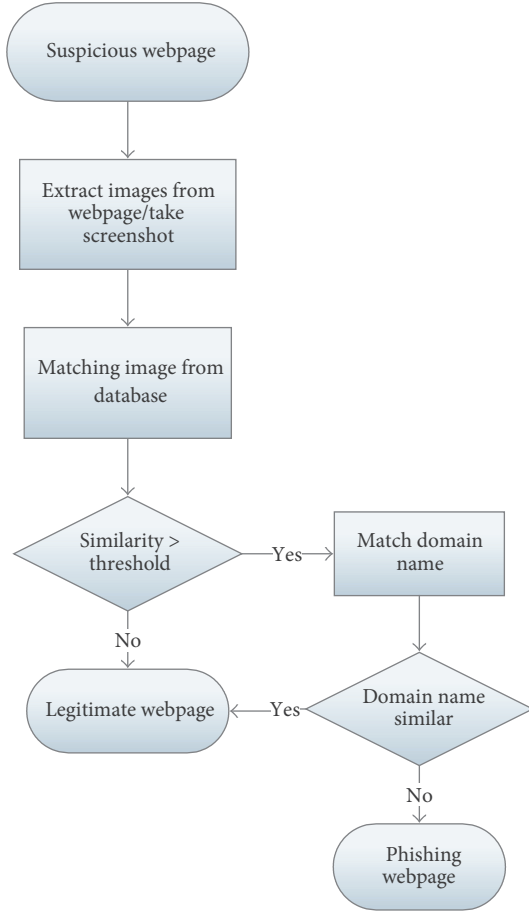 Suspicious webpage
Extract images from
webpage/take
screenshot
Matching image from
database
Similarity >
threshold
Yes
Match domain
name
No
Legitimate webpage
Yes
Domain name
similar
No
Phishing
webpage